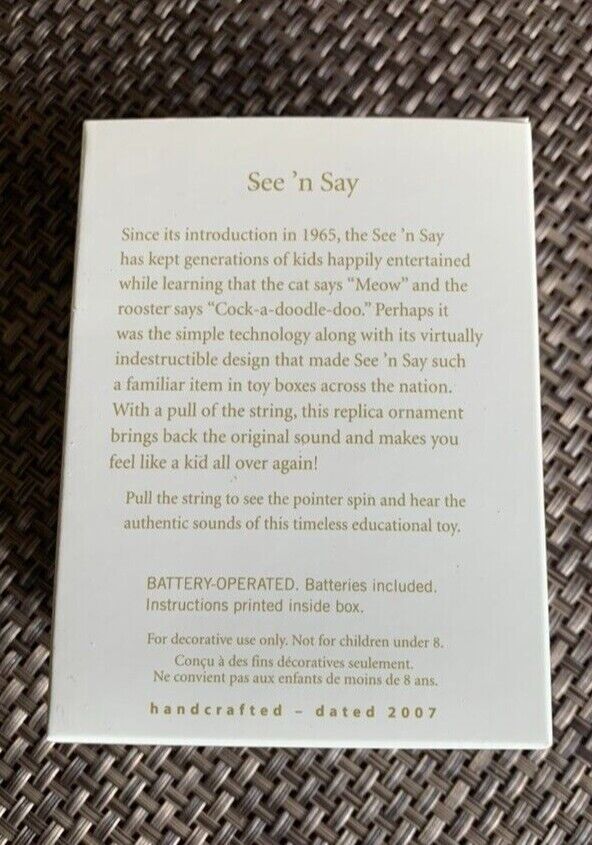 See ’n Say
Since its introduction in 1965, the See ’n Say
has kept generations of kids happily entertained
while learning that the cat says “Meow” and the
rooster says “Cock-a-doodle-doo.” Perhaps it
was the simple technology along with its virtually
indestructible design that made See ’n Say such
a familiar item in toy boxes across the nation.
With a pull of the string, this replica ornament
brings back the original sound and makes you
feel like a kid all over again!
Pull the string to see the pointer spin and hear the
authentic sounds of this timeless educational toy.
BATTERY-OPERATED. Batteries included.
Instructions printed inside box.
For decorative use only. Not for children under 8.
Conçu à des fins décoratives seulement.
Ne convient pas aux enfants de moins de 8 ans.
handcrafted – dated 2007